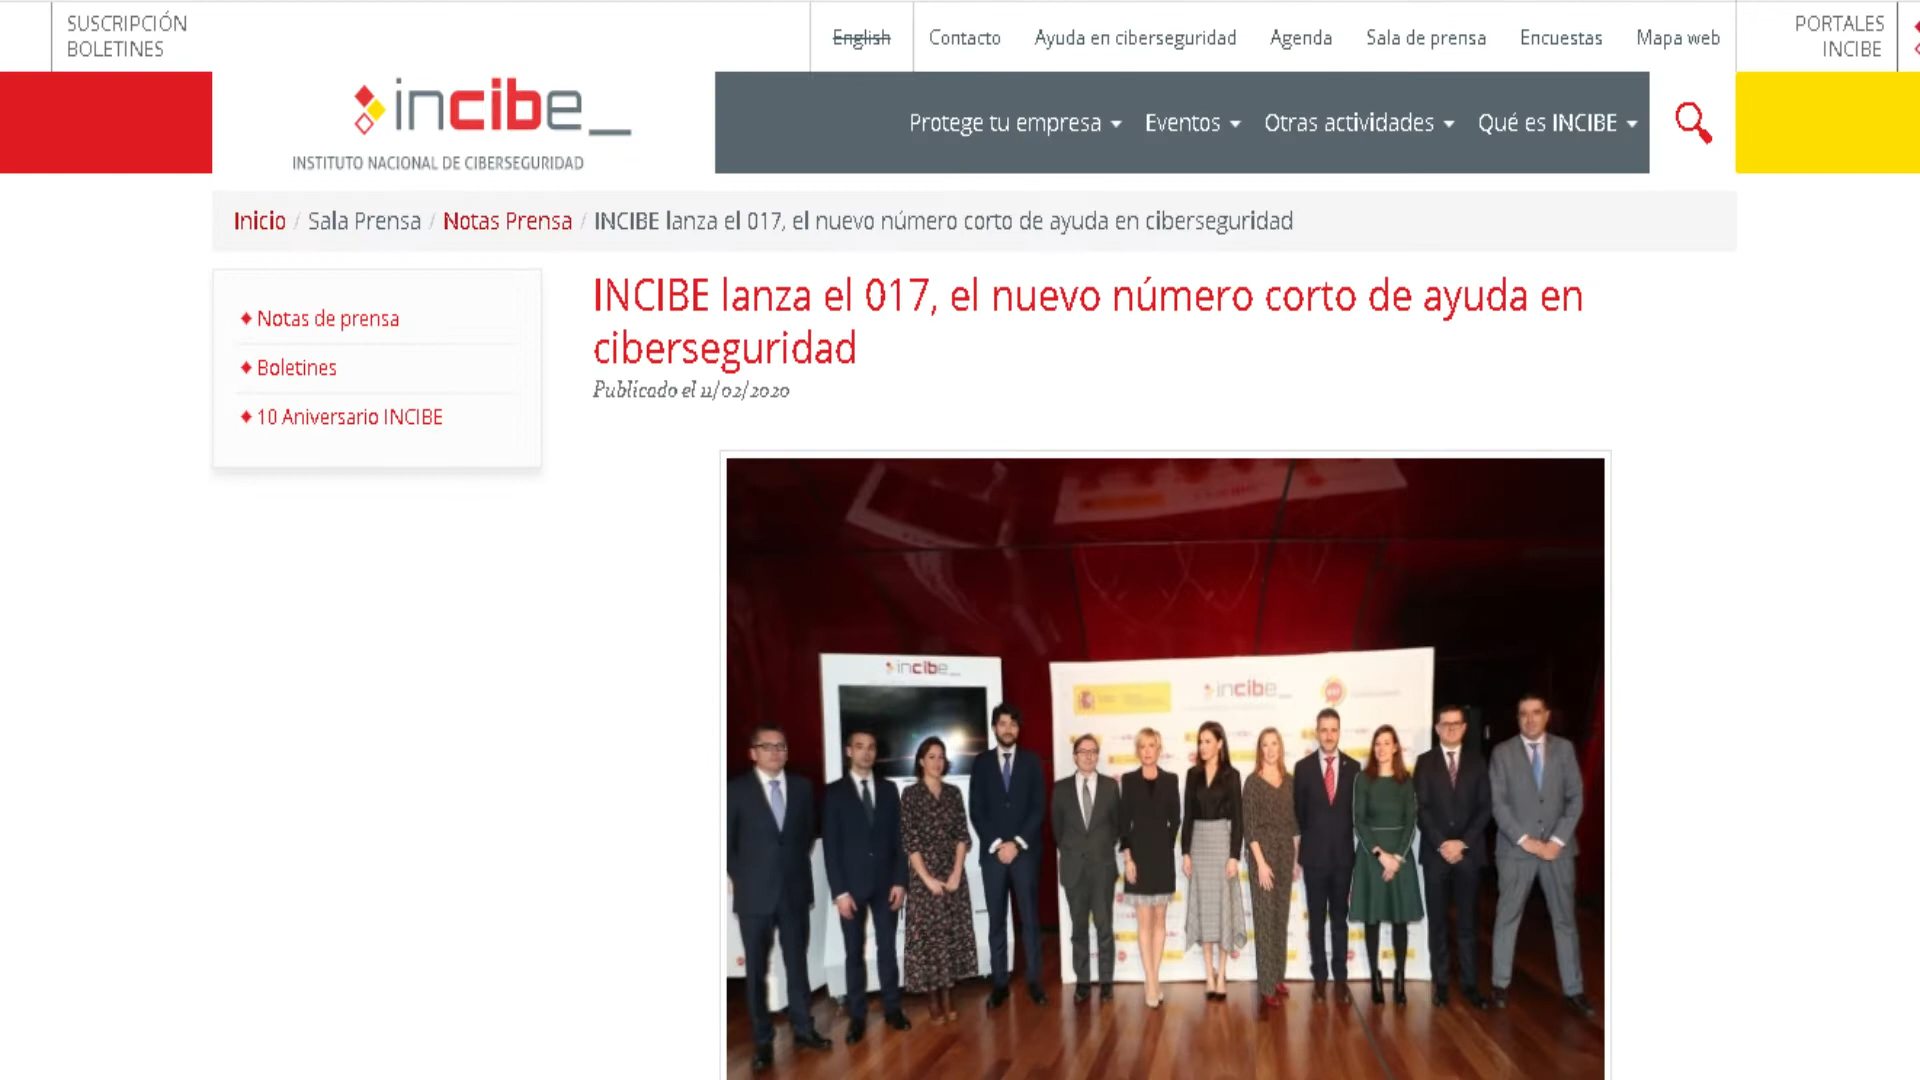 SUSCRIPCIÓN
BOLETINES
English
Contacto
Ayuda en ciberseguridad
Agenda
Sala de prensa
Encuestas
Mapa web
PORTALES
INCIBE
incibe_
INSTITUTO NACIONAL DE CIBERSEGURIDAD
Protege tu empresa
Eventos
Otras actividades
Qué es INCIBE
Inicio / Sala Prensa / Notas Prensa / INCIBE lanza el 017, el nuevo número corto de ayuda en ciberseguridad
Notas de prensa
Boletines
10 Aniversario INCIBE
INCIBE lanza el 017, el nuevo número corto de ayuda en
ciberseguridad
Publicado el 11/02/2020
incibe_
incibe_